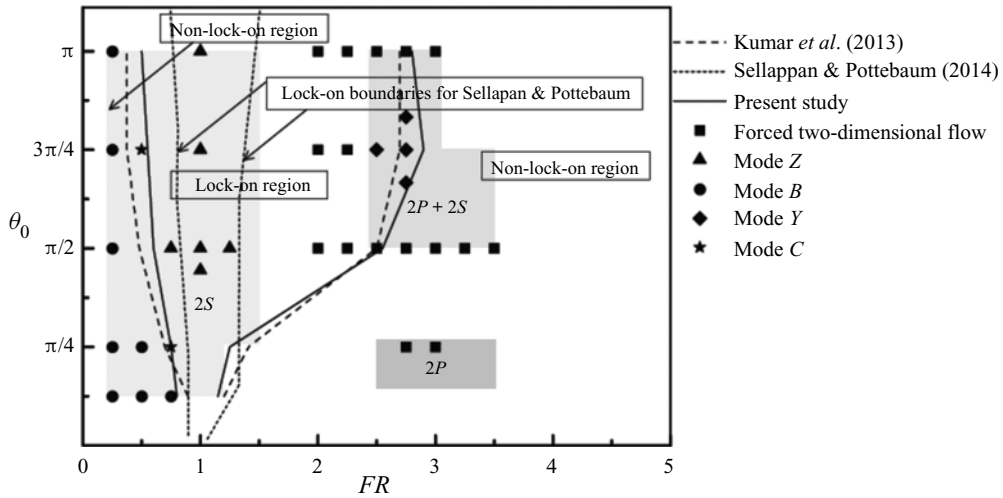 Non-lock-on region
Lock-on boundaries for Sellapan & Pottebaum
Non-lock-on region
Lock-on region
2P + 2S
2S
2P
π
3π/4
π/2
π/4
θ0
0
1
2
3
4
5
FR
Kumar et al. (2013)
Sellappan & Pottebaum (2014)
Present study
Forced two-dimensional flow
Mode Z
Mode B
Mode Y
Mode C